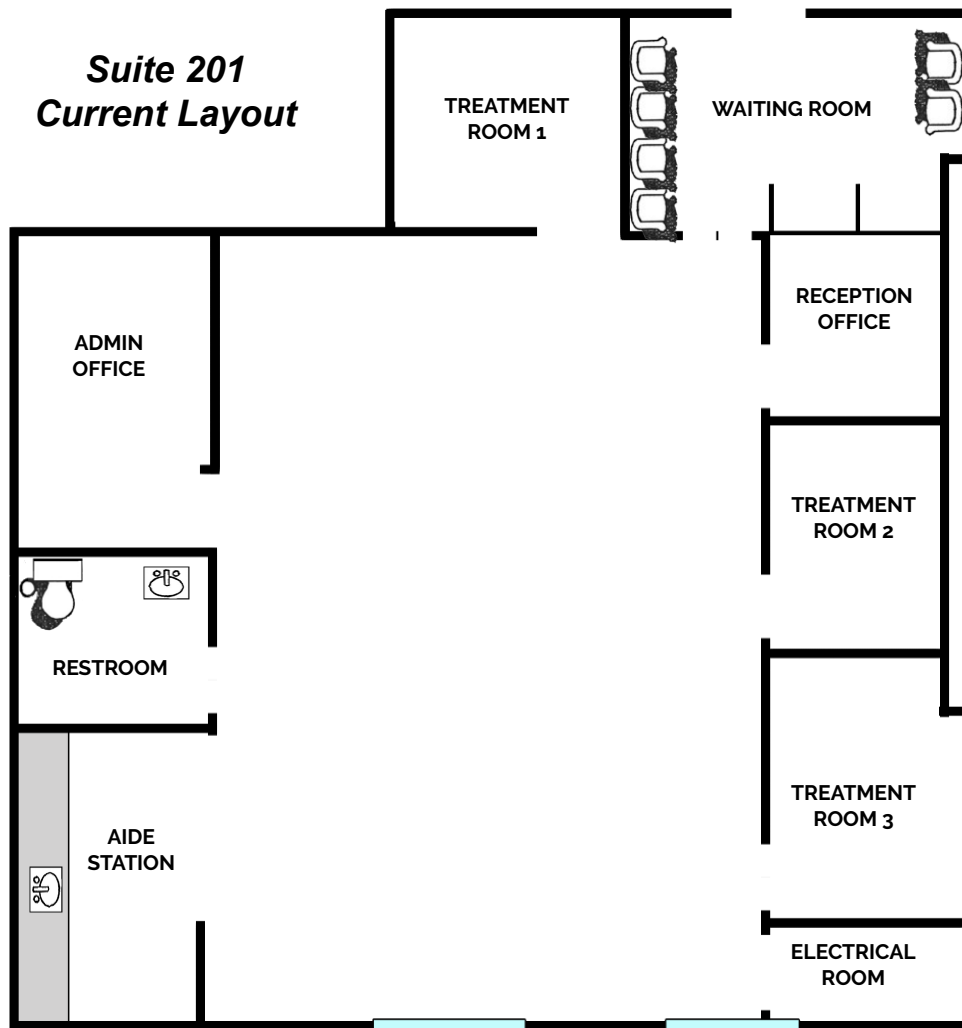 Suite 201
Current Layout
TREATMENT
ROOM 1
WAITING ROOM
RECEPTION
OFFICE
ADMIN
OFFICE
TREATMENT
ROOM 2
RESTROOM
TREATMENT
ROOM 3
AIDE
STATION
ELECTRICAL
ROOM